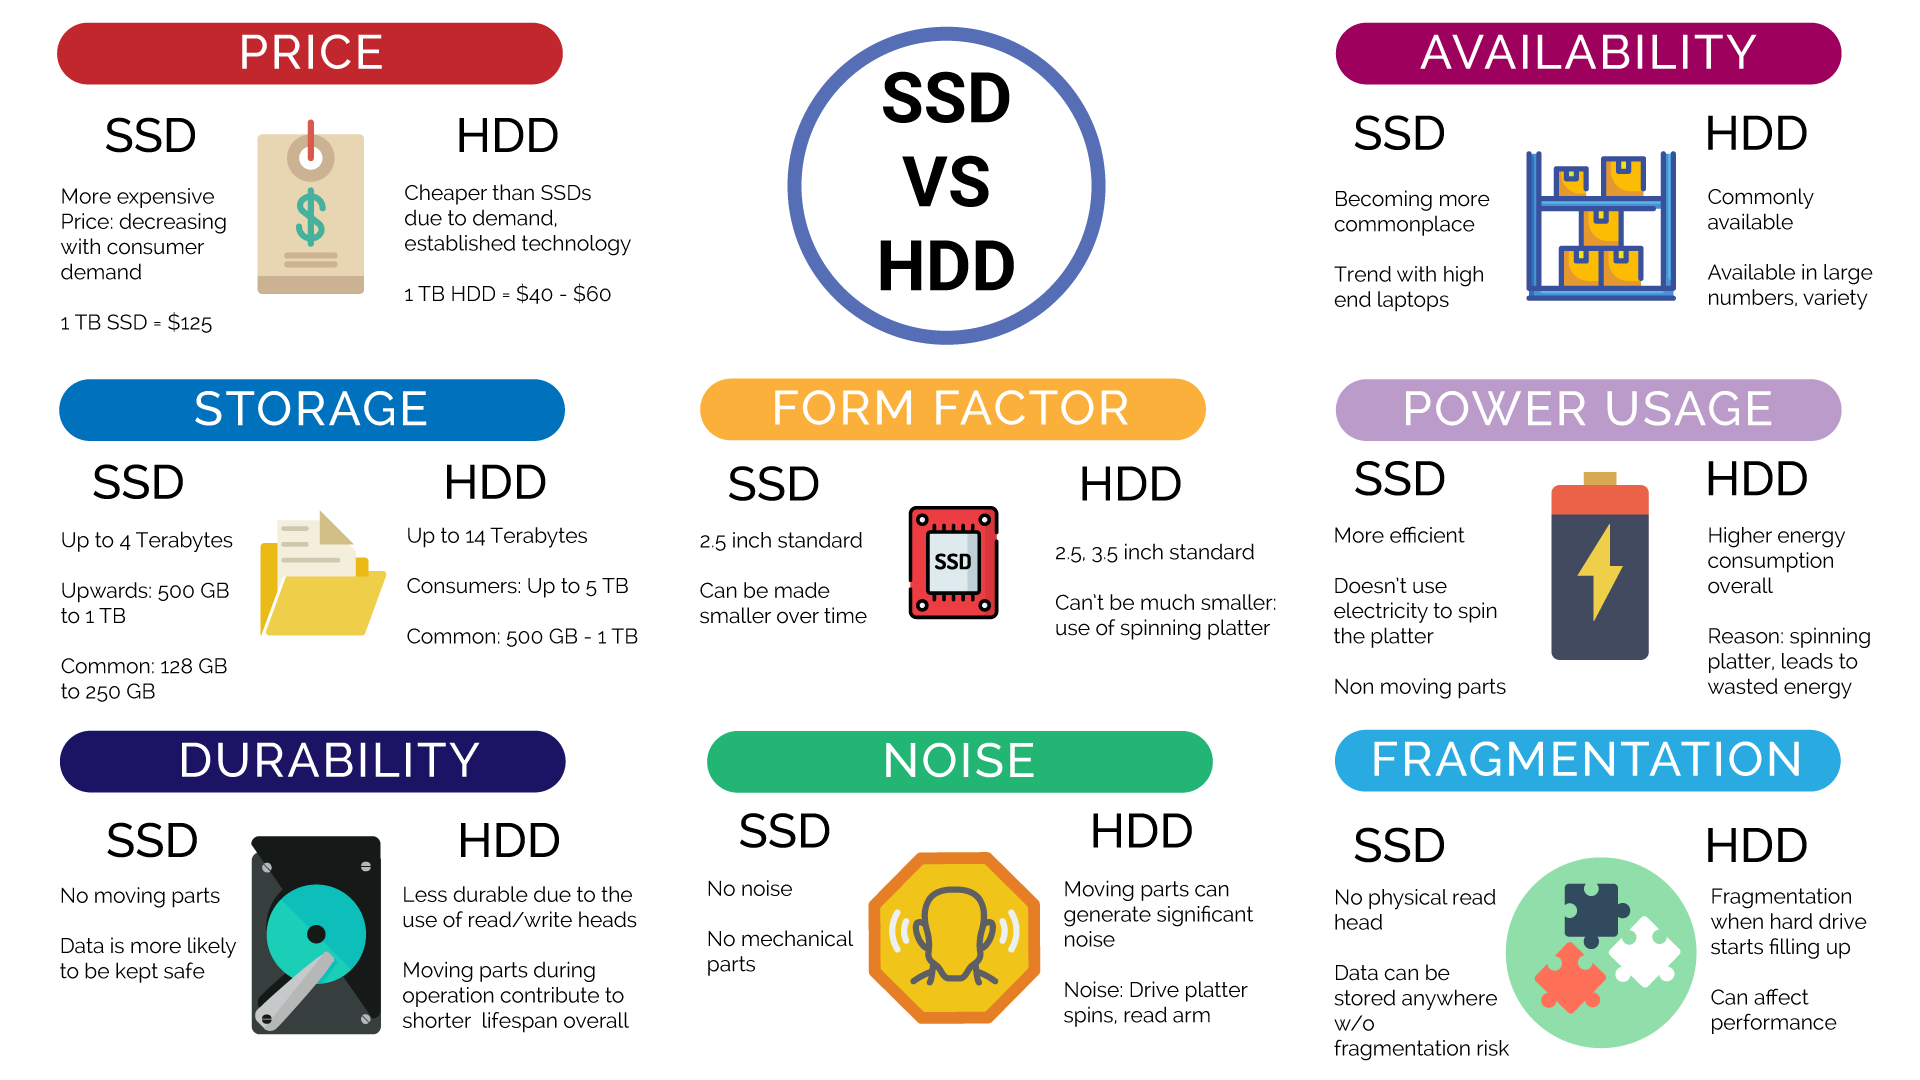 PRICE
SSD
More expensive
Price: decreasing
with consumer
demand
1 TB SSD = $125
$
HDD
Cheaper than SSDs
due to demand,
established technology
1 TB HDD = $40 - $60
SSD
VS
HDD
AVAILABILITY
SSD
Becoming more
commonplace
Trend with high
end laptops
HDD
Commonly
available
Available in large
numbers, variety
STORAGE
SSD
Up to 4 Terabytes
Upwards: 500 GB
to 1 TB
Common: 128 GB
to 250 GB
HDD
Up to 14 Terabytes
Consumers: Up to 5 TB
Common: 500 GB - 1 TB
FORM FACTOR
SSD
2.5 inch standard
Can be made
smaller over time
SSD
HDD
2.5, 3.5 inch standard
Can't be much smaller:
use of spinning platter
POWER USAGE
SSD
More efficient
Doesn't use
electricity to spin
the platter
Non moving parts
HDD
Higher energy
consumption
overall
Reason: spinning
platter, leads to
wasted energy
DURABILITY
SSD
No moving parts
Data is more likely
to be kept safe
HDD
Less durable due to the
use of read/write heads
Moving parts during
operation contribute to
shorter lifespan overall
NOISE
SSD
No noise
No mechanical
parts
HDD
Moving parts can
generate significant
noise
Noise: Drive platter
spins, read arm
FRAGMENTATION
SSD
No physical read
head
Data can be
stored anywhere
w/o
fragmentation risk
HDD
Fragmentation
when hard drive
starts filling up
Can affect
performance